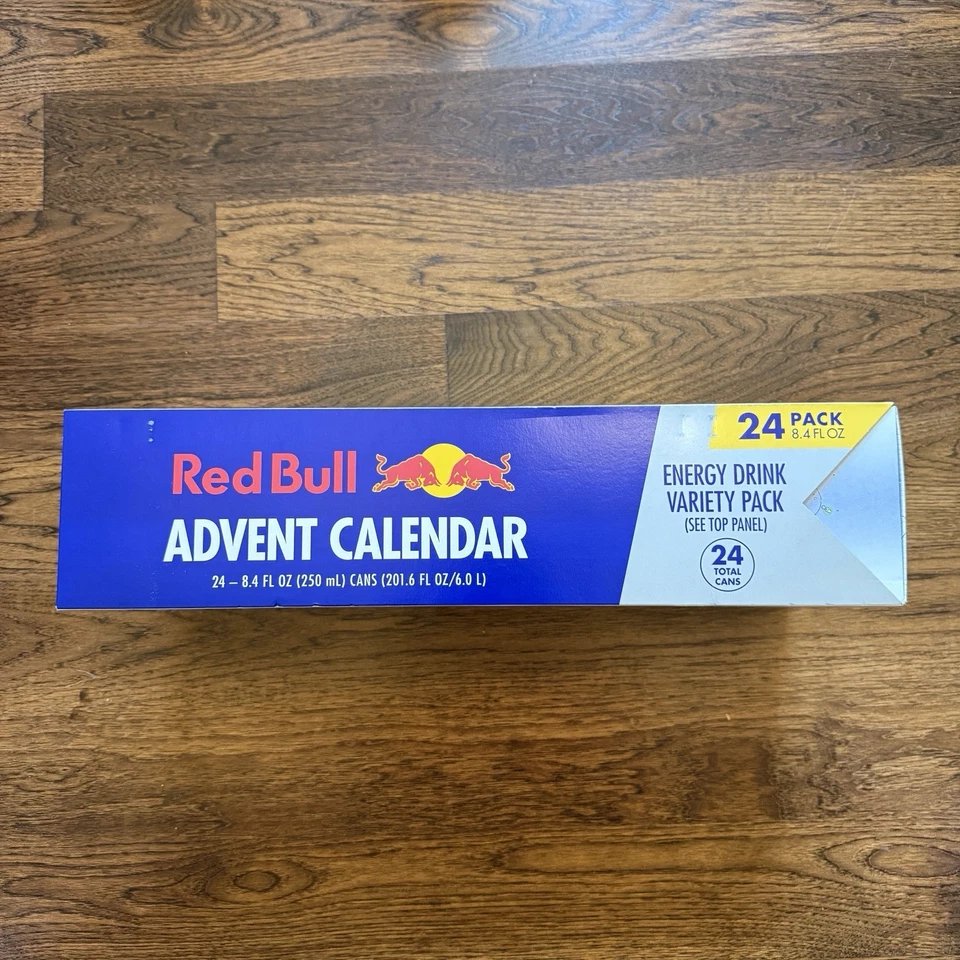 Red Bull
ADVENT CALENDAR
24 – 8.4 FL OZ (250 mL) CANS (201.6 FL OZ/6.0 L)
24 PACK
8.4 FL OZ
ENERGY DRINK
VARIETY PACK
(SEE TOP PANEL)
24
TOTAL
CANS